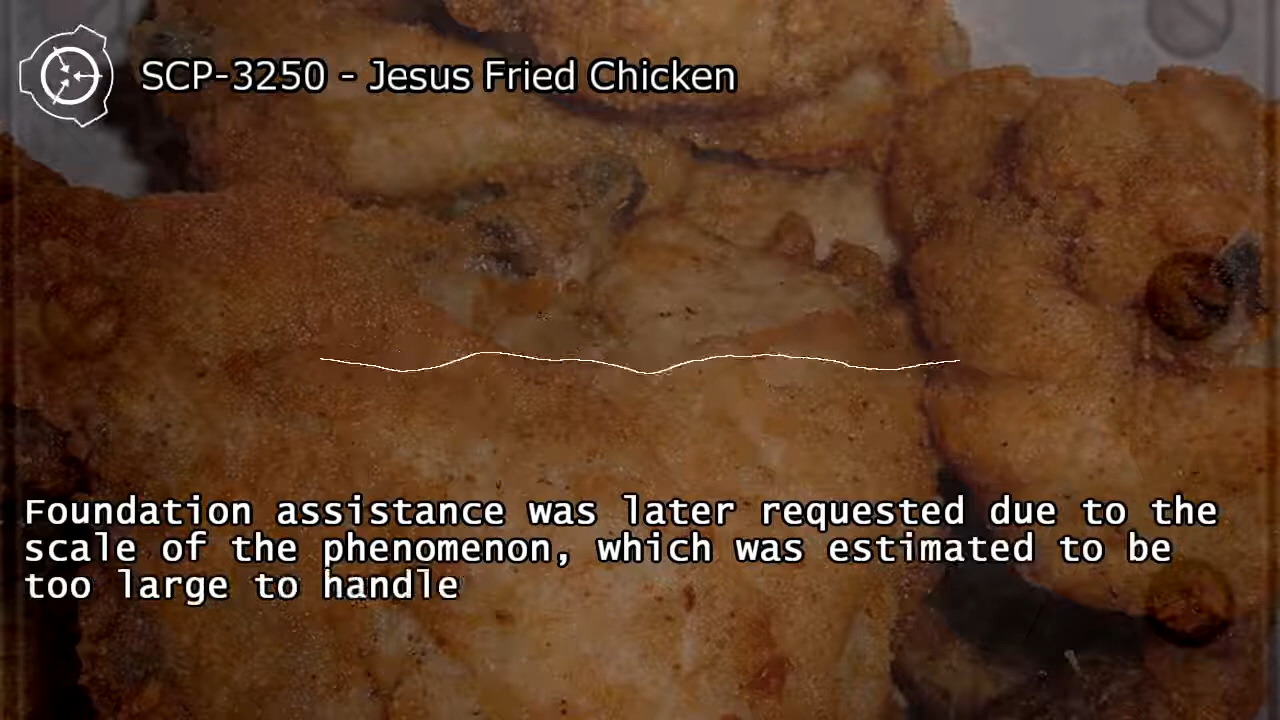 SCP-3250 - Jesus Fried Chicken
Foundation assistance was later requested due to the
scale of the phenomenon, which was estimated to be
too large to handle